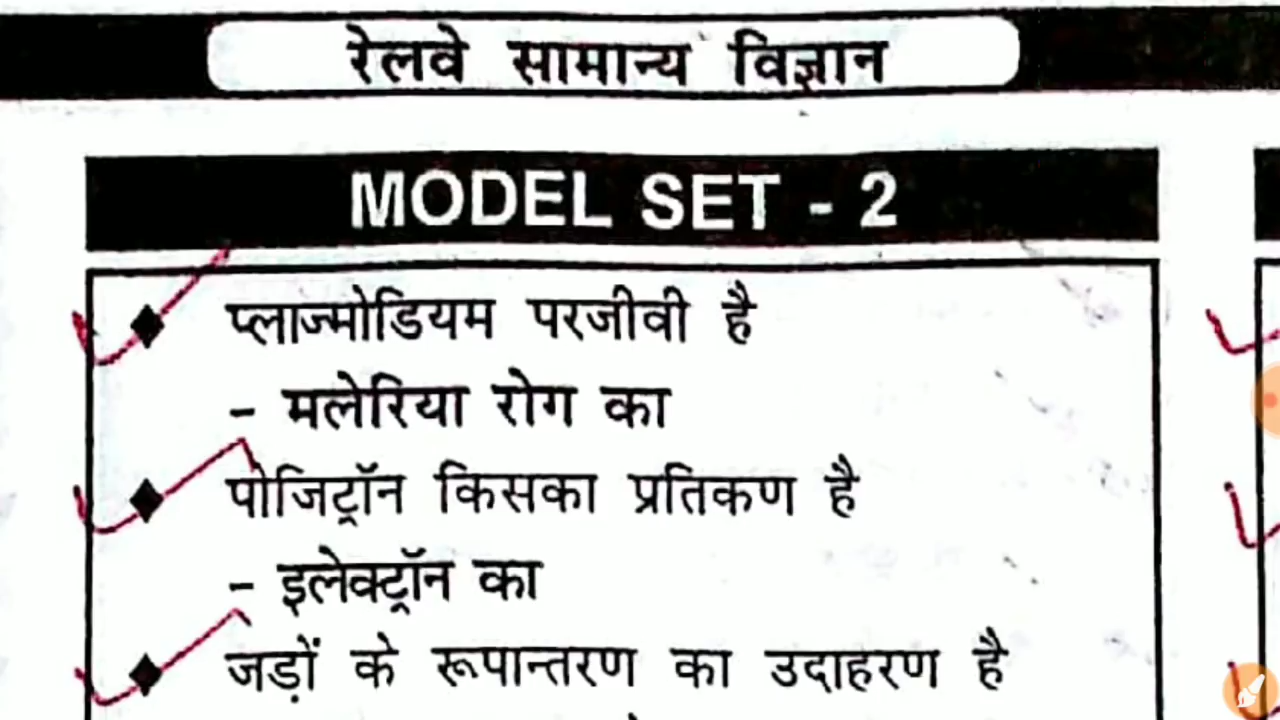 रेलवे सामान्य विज्ञान
MODEL SET - 2
प्लाज्मोडियम परजीवी है
- मलेरिया रोग का
पोजिट्रॉन किसका प्रतिकण है
- इलेक्ट्रॉन का
जड़ों के रूपान्तरण का उदाहरण है